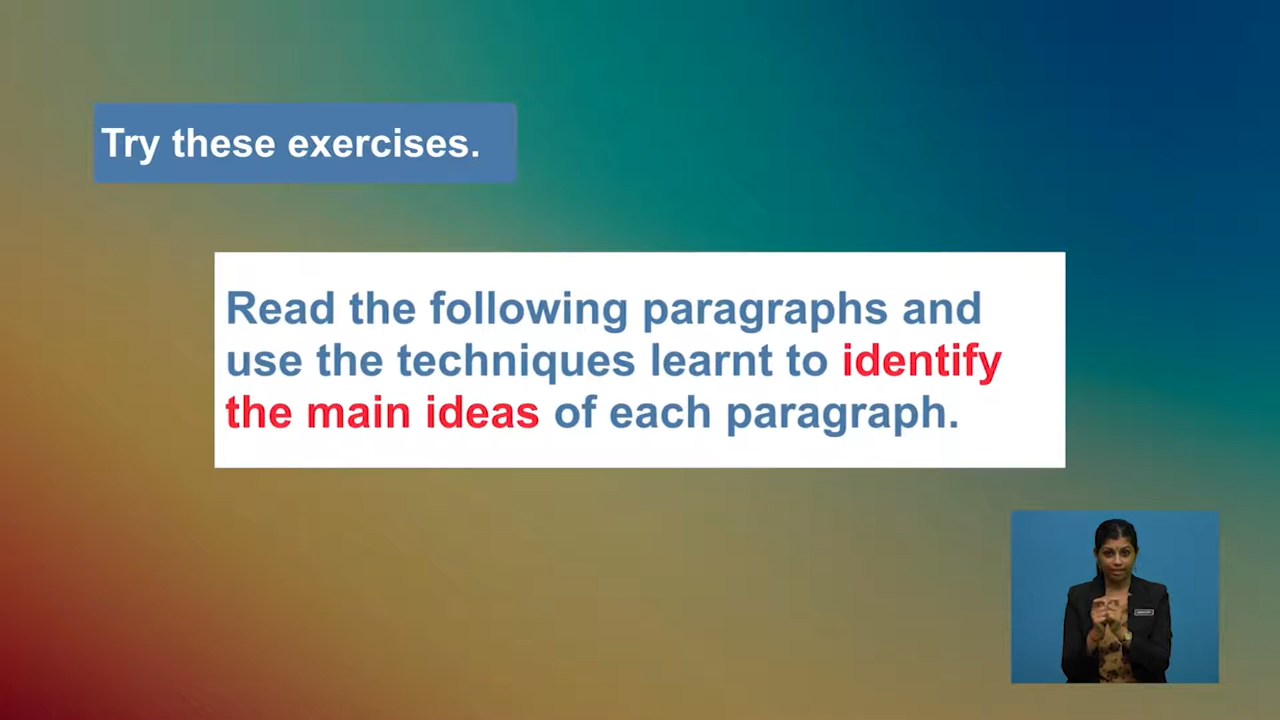 Try these exercises.
Read the following paragraphs and
use the techniques learnt to identify
the main ideas of each paragraph.